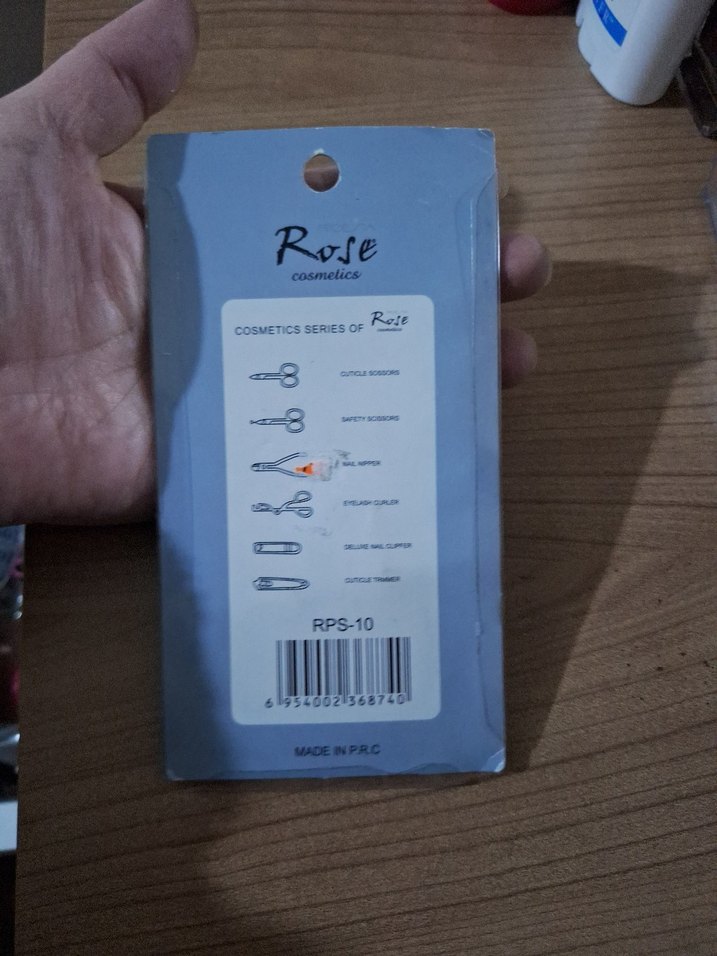 Rose
cosmetics
COSMETICS SERIES OF Rose
cosmetics
CUTICLE SCISSORS
SAFETY SCISSORS
NAIL NIPPER
EYELASH CURLER
DELUXE NAIL CLIPPER
CUTICLE TRIMMER
RPS-10
6 954002 368740
MADE IN P.R.C